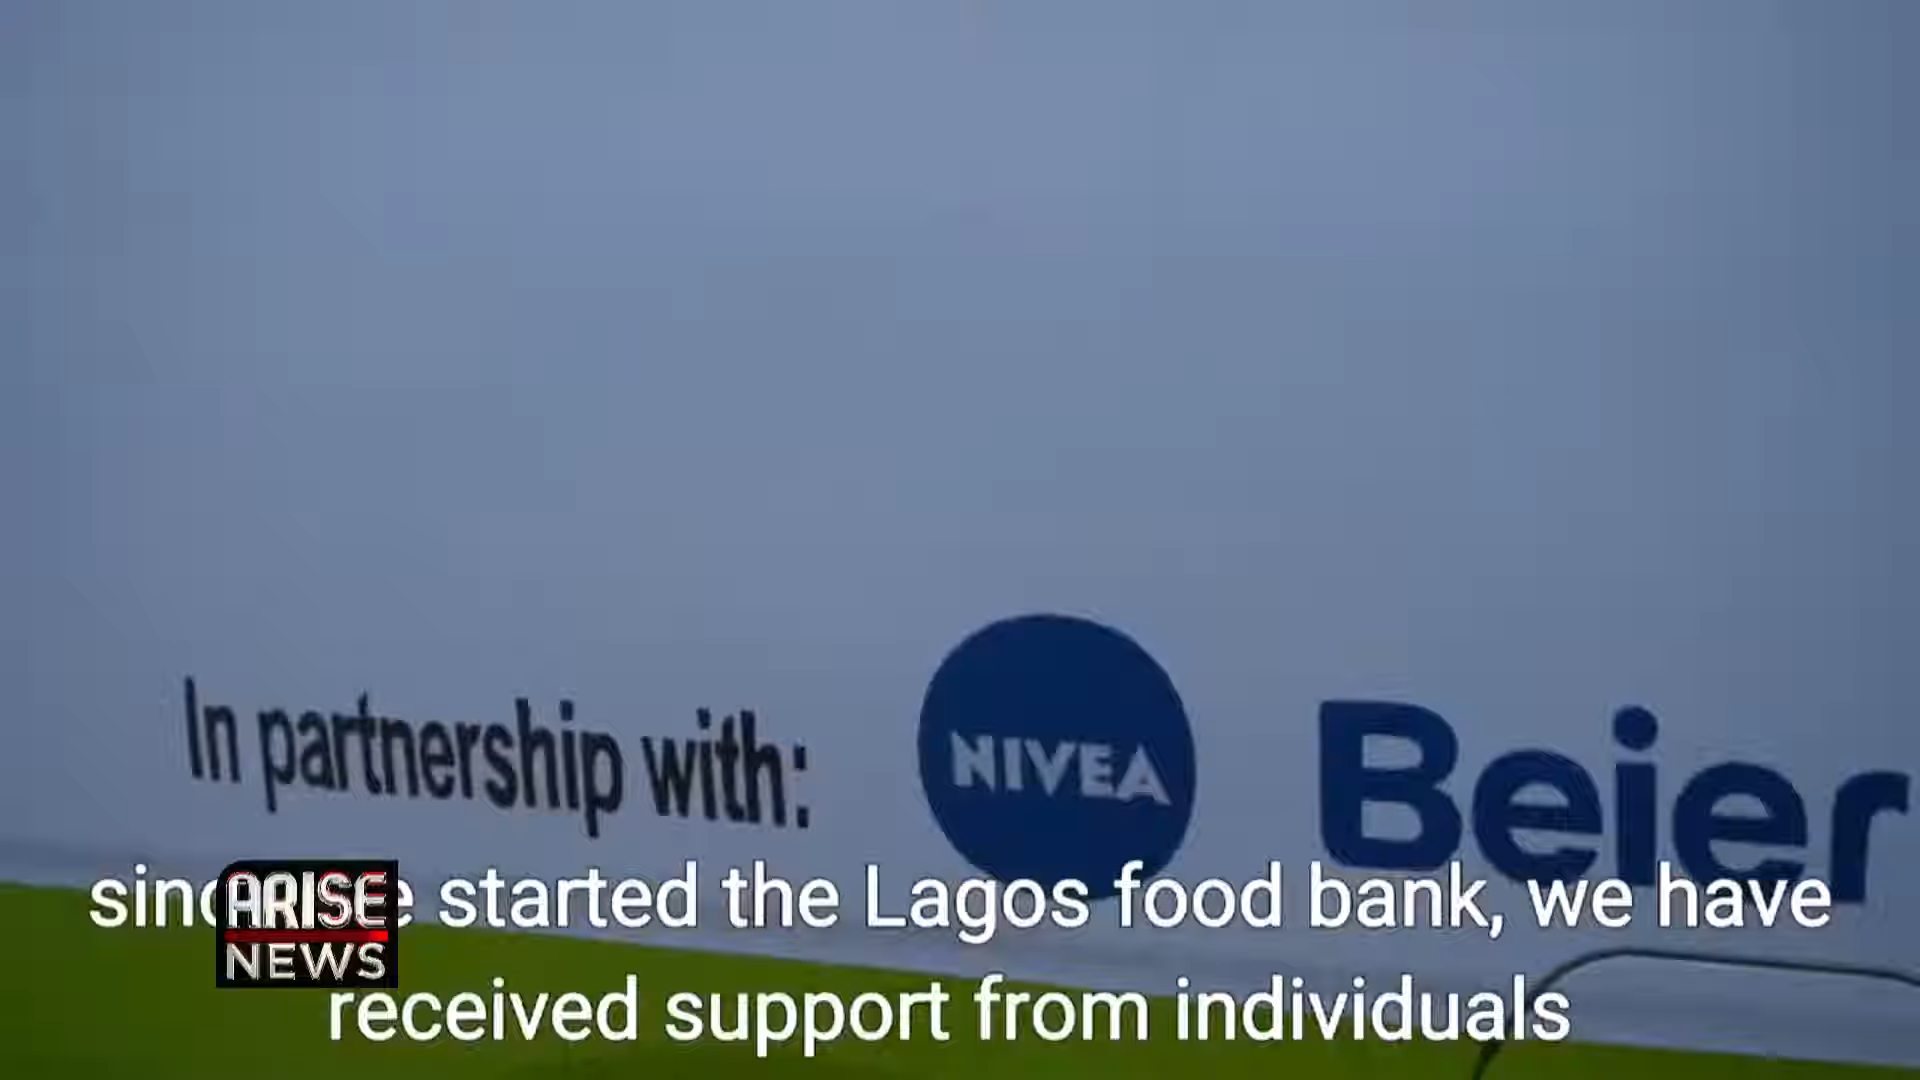 In partnership with:
NIVEA
Beier
started the Lagos food bank, we have
received support from individuals
ARISE
NEWS